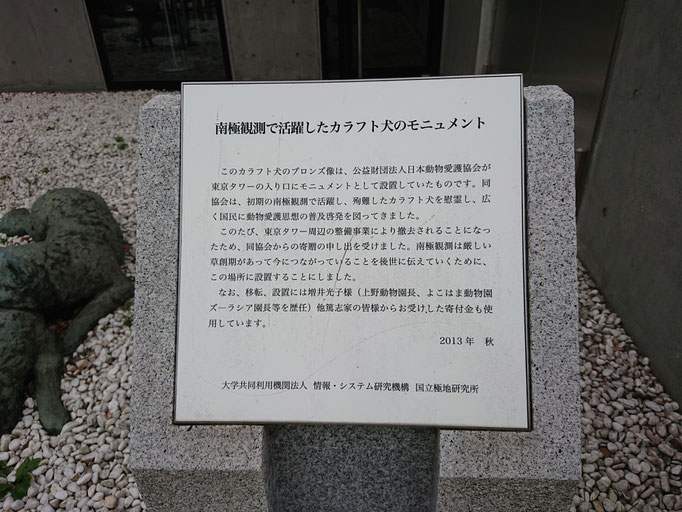 南極観測で活躍したカラフト犬のモニュメント
このカラフト犬のブロンズ像は、公益財団法人日本動物愛護協会が
東京タワーの入り口にモニュメントとして設置していたものです。同
協会は、初期の南極観測で活躍し、殉難したカラフト犬を慰霊し、広
く国民に動物愛護思想の普及啓発を図ってきました。
このたび、東京タワー周辺の整備事業により撤去されることになっ
たため、同協会からの寄贈の申し出を受けました。南極観測は厳しい
草創期があって今につながっていることを後世に伝えていくために、
この場所に設置することにしました。
なお、移転、設置には増井光子様（上野動物園長、よこはま動物園
ズーラシア園長等を歴任）他篤志家の皆様からお受けした寄付金も使
用しています。
2013年 秋
大学共同利用機関法人 情報・システム研究機構 国立極地研究所